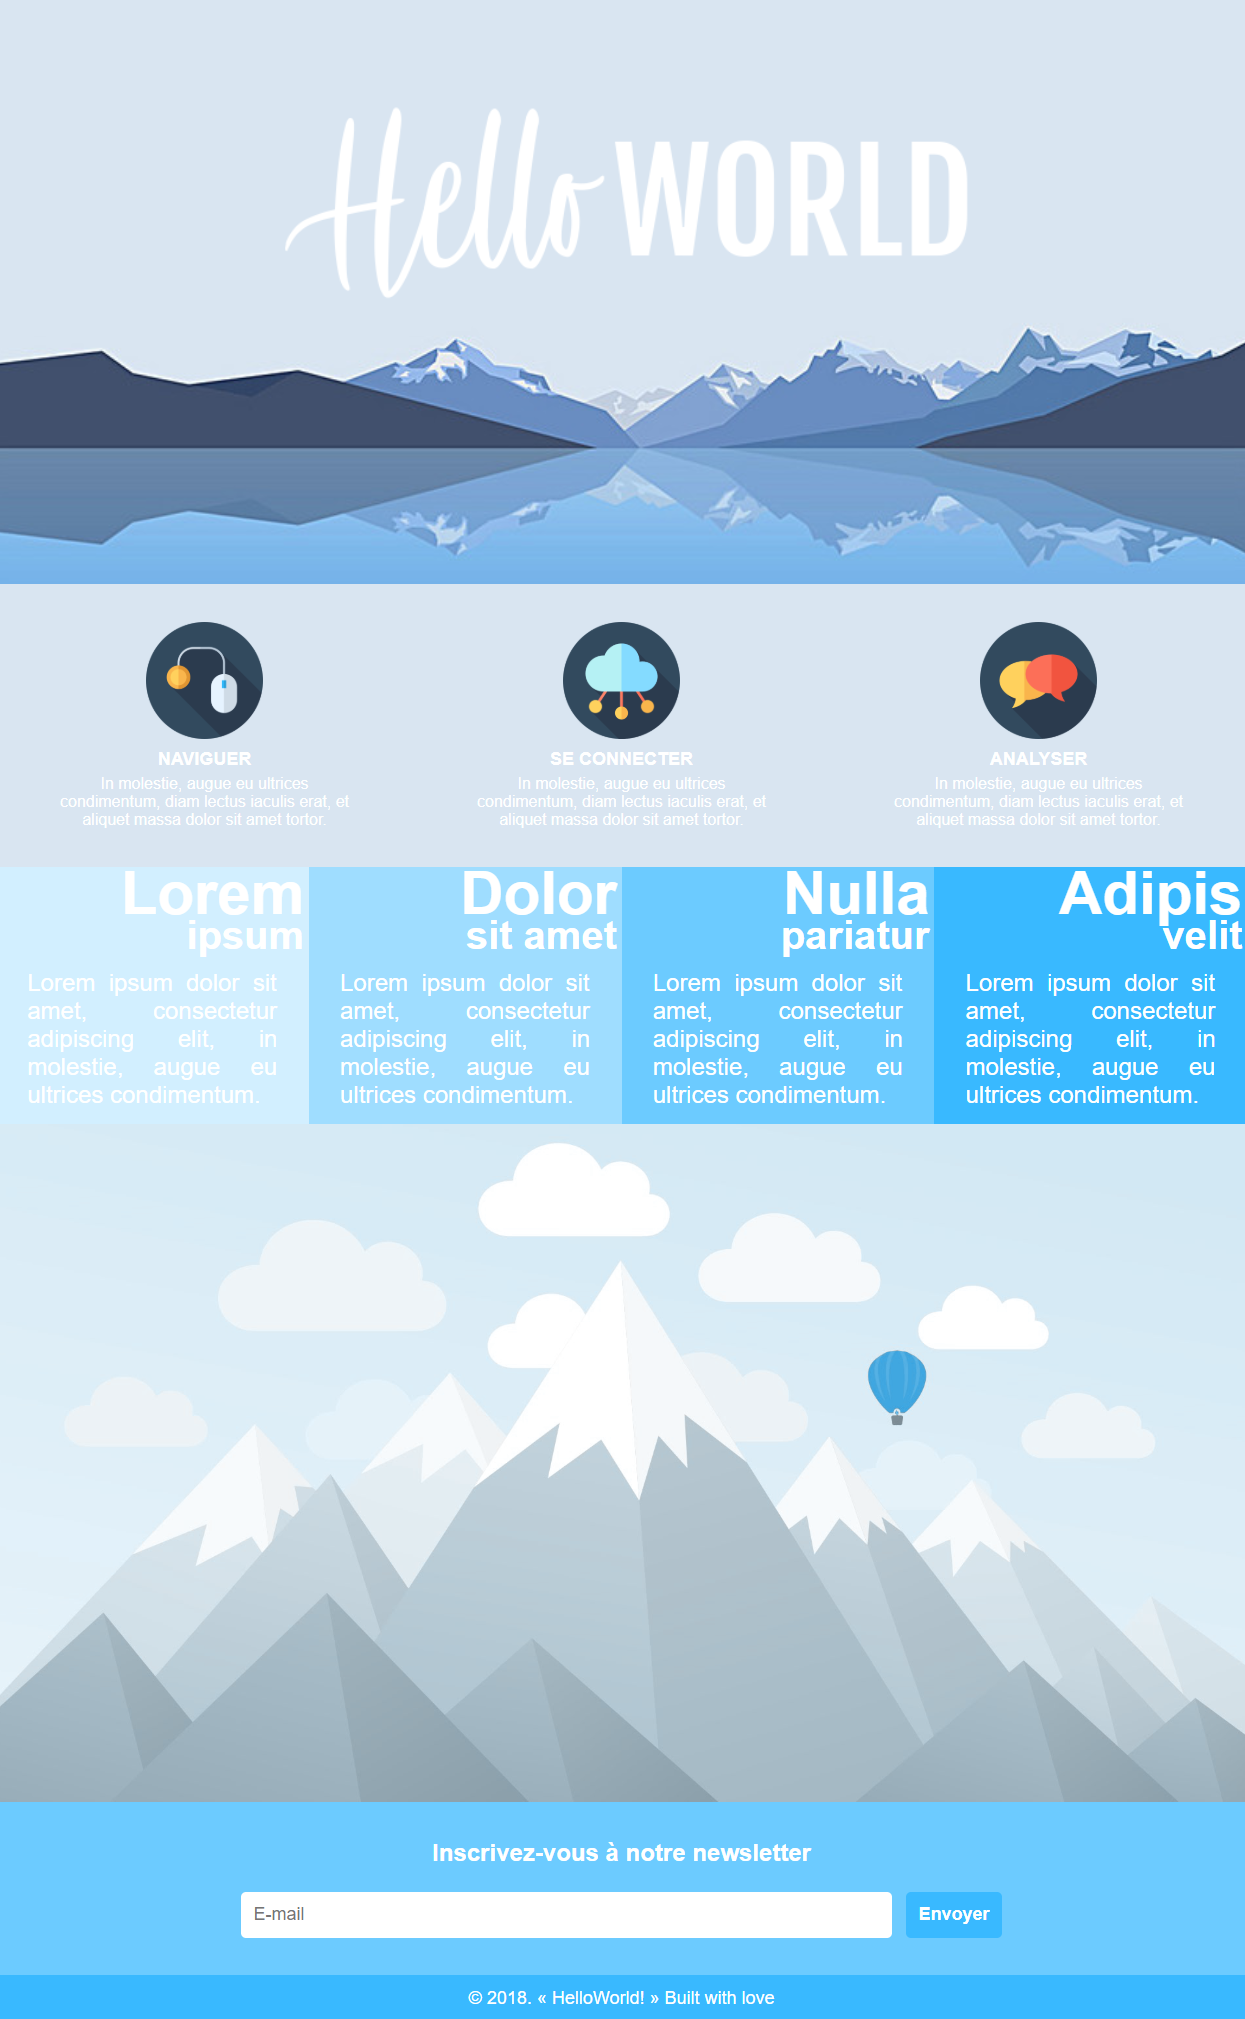 Hello WORLD
NAVIGUER
In molestie, augue eu ultrices
condimentum, diam lectus iaculis erat, et
aliquet massa dolor sit amet tortor.
SE CONNECTER
In molestie, augue eu ultrices
condimentum, diam lectus iaculis erat, et
aliquet massa dolor sit amet tortor.
ANALYSER
In molestie, augue eu ultrices
condimentum, diam lectus iaculis erat, et
aliquet massa dolor sit amet tortor.
Lorem
ipsum
Lorem ipsum dolor sit
amet, consectetur
adipiscing elit, in
molestie, augue eu
ultrices condimentum.
Dolor
sit amet
Lorem ipsum dolor sit
amet, consectetur
adipiscing elit, in
molestie, augue eu
ultrices condimentum.
Nulla
pariatur
Lorem ipsum dolor sit
amet, consectetur
adipiscing elit, in
molestie, augue eu
ultrices condimentum.
Adipis
velit
Lorem ipsum dolor sit
amet, consectetur
adipiscing elit, in
molestie, augue eu
ultrices condimentum.
Inscrivez-vous à notre newsletter
E-mail
Envoyer
© 2018. « HelloWorld! » Built with love